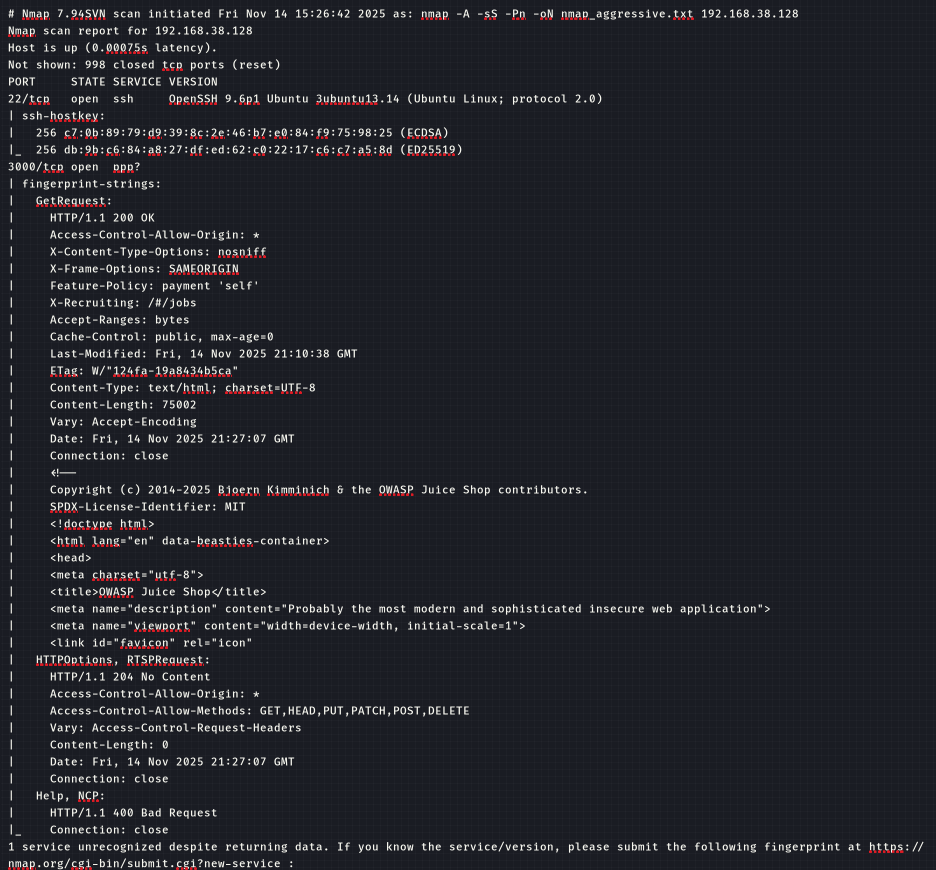 # Nmap 7.94SVN scan initiated Fri Nov 14 15:26:42 2025 as: nmap -A -sS -Pn -oN nmap_aggressive.txt 192.168.38.128
Nmap scan report for 192.168.38.128
Host is up (0.00075s latency).
Not shown: 998 closed tcp ports (reset)
PORT     STATE SERVICE VERSION
22/tcp   open  ssh     OpenSSH 9.6p1 Ubuntu 3ubuntu13.14 (Ubuntu Linux; protocol 2.0)
| ssh-hostkey:
|   256 c7:0b:89:79:d9:39:8c:2e:46:b7:e0:84:f9:75:98:25 (ECDSA)
|_  256 db:9b:c6:84:a8:27:df:ed:62:c0:22:17:c6:c7:a5:8d (ED25519)
3000/tcp open  ppp?
| fingerprint-strings:
|   GetRequest:
|     HTTP/1.1 200 OK
|     Access-Control-Allow-Origin: *
|     X-Content-Type-Options: nosniff
|     X-Frame-Options: SAMEORIGIN
|     Feature-Policy: payment 'self'
|     X-Recruiting: /#/jobs
|     Accept-Ranges: bytes
|     Cache-Control: public, max-age=0
|     Last-Modified: Fri, 14 Nov 2025 21:10:38 GMT
|     ETag: W/"124fa-19a8434b5ca"
|     Content-Type: text/html; charset=UTF-8
|     Content-Length: 75002
|     Vary: Accept-Encoding
|     Date: Fri, 14 Nov 2025 21:27:07 GMT
|     Connection: close
|     <!--
|     Copyright (c) 2014-2025 Bjoern Kimminich & the OWASP Juice Shop contributors.
|     SPDX-License-Identifier: MIT
|     <!doctype html>
|     <html lang="en" data-beasties-container>
|     <head>
|     <meta charset="utf-8">
|     <title>OWASP Juice Shop</title>
|     <meta name="description" content="Probably the most modern and sophisticated insecure web application">
|     <meta name="viewport" content="width=device-width, initial-scale=1">
|     <link id="favicon" rel="icon"
|   HTTPOptions, RTSPRequest:
|     HTTP/1.1 204 No Content
|     Access-Control-Allow-Origin: *
|     Access-Control-Allow-Methods: GET,HEAD,PUT,PATCH,POST,DELETE
|     Vary: Access-Control-Request-Headers
|     Content-Length: 0
|     Date: Fri, 14 Nov 2025 21:27:07 GMT
|     Connection: close
|   Help, NCP:
|     HTTP/1.1 400 Bad Request
|_    Connection: close
1 service unrecognized despite returning data. If you know the service/version, please submit the following fingerprint at https://
nmap.org/cgi-bin/submit.cgi?new-service :